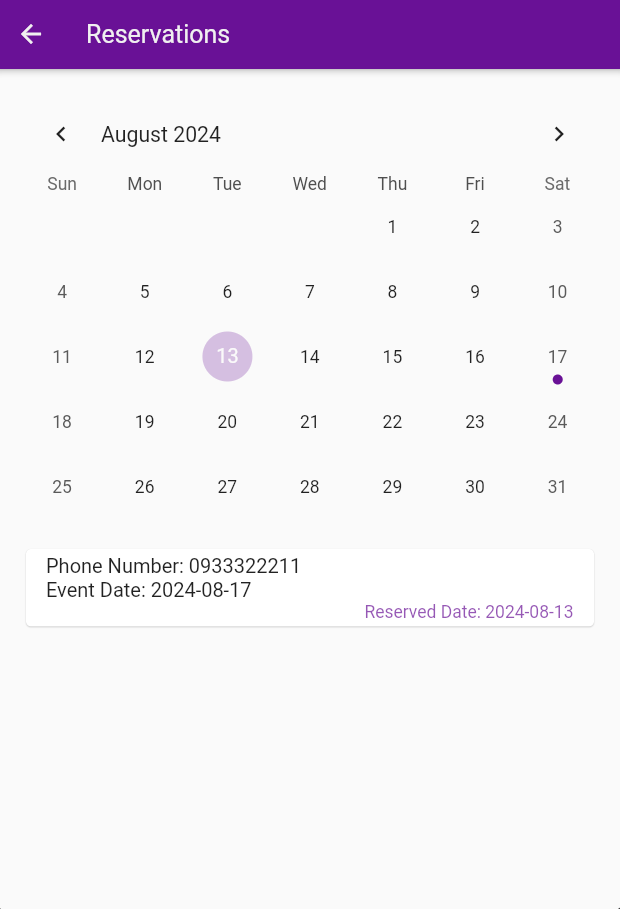 Reservations
August 2024
Sun Mon Tue Wed Thu Fri Sat
1 2 3
4 5 6 7 8 9 10
11 12 13 14 15 16 17
18 19 20 21 22 23 24
25 26 27 28 29 30 31
Phone Number: 0933322211
Event Date: 2024-08-17
Reserved Date: 2024-08-13